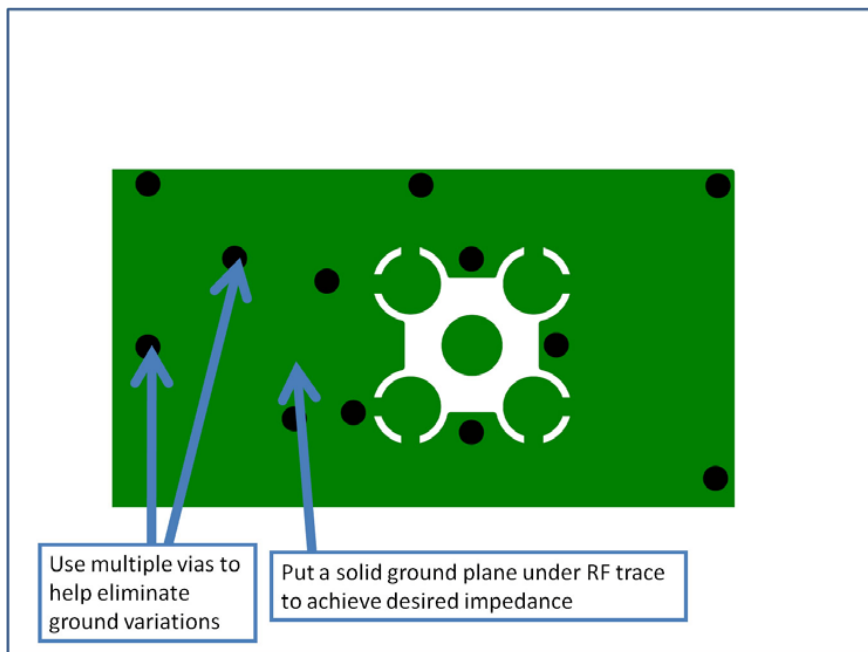 Use multiple vias to
help eliminate
ground variations
Put a solid ground plane under RF trace
to achieve desired impedance